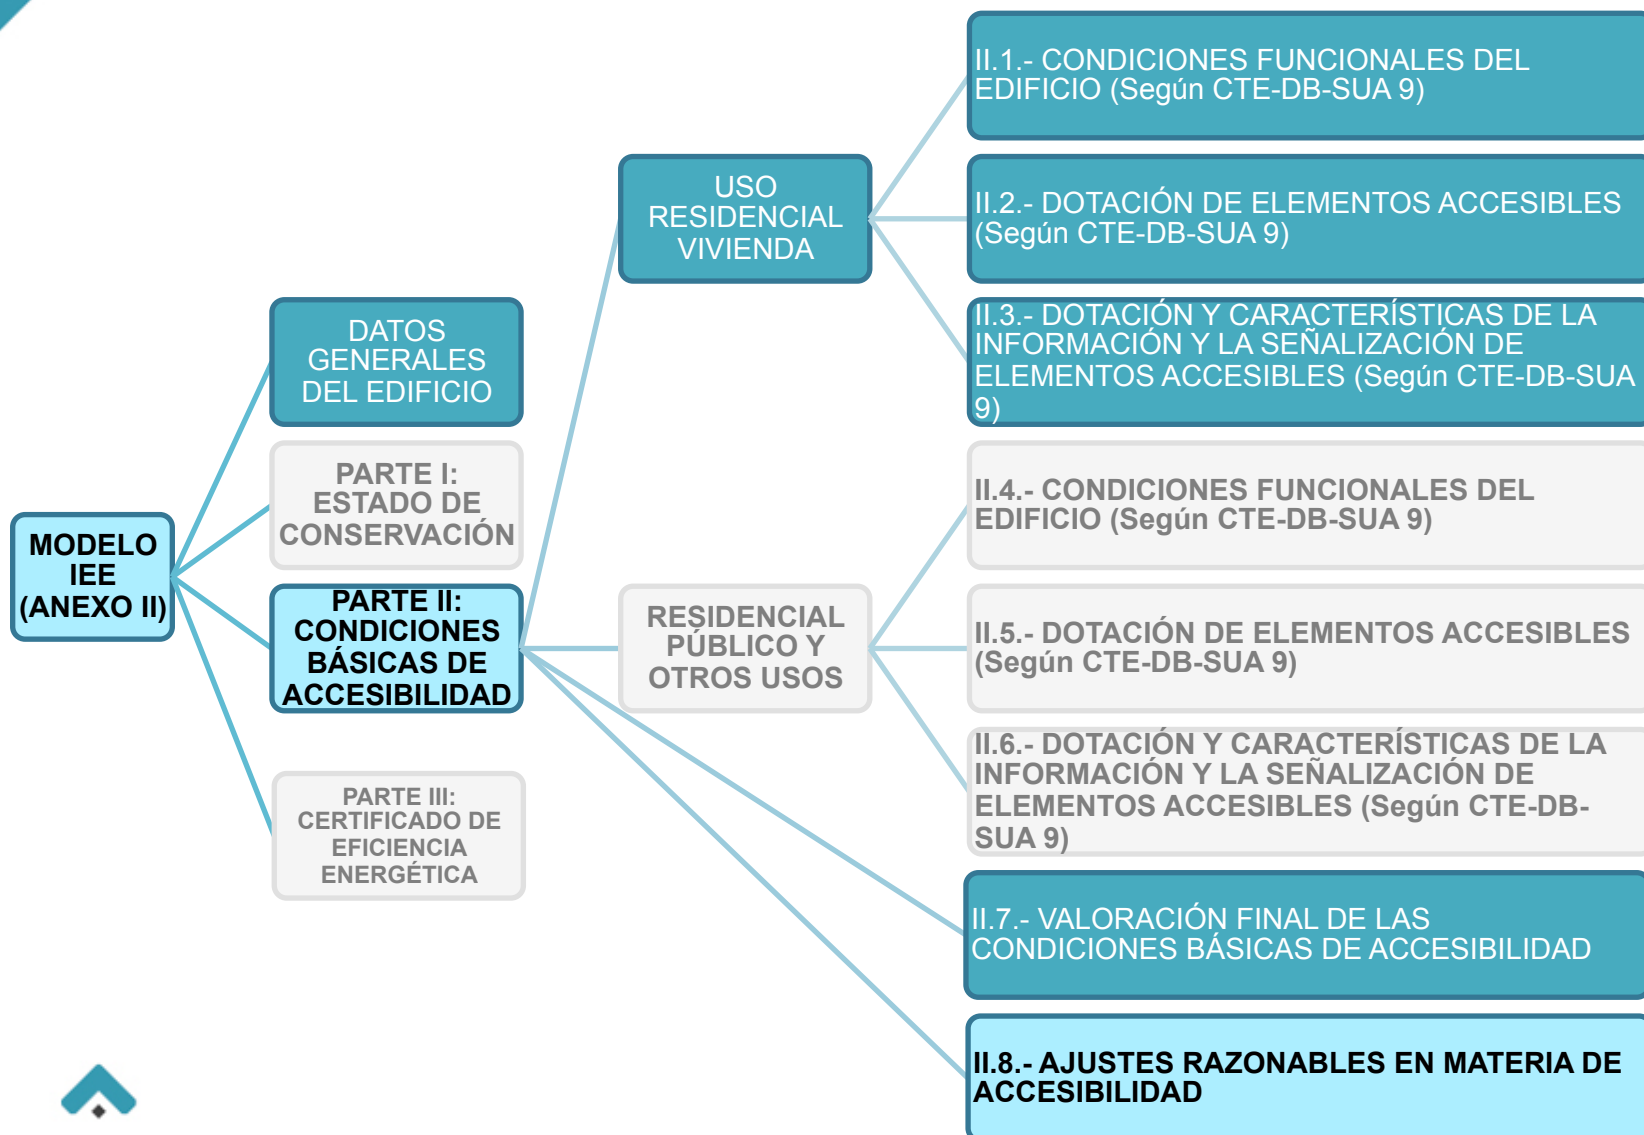 MODELO
IEE
(ANEXO II)
DATOS
GENERALES
DEL EDIFICIO
PARTE I:
ESTADO DE
CONSERVACIÓN
PARTE II:
CONDICIONES
BÁSICAS DE
ACCESIBILIDAD
PARTE III:
CERTIFICADO DE
EFICIENCIA
ENERGÉTICA
USO
RESIDENCIAL
VIVIENDA
RESIDENCIAL
PÚBLICO Y
OTROS USOS
II.1.- CONDICIONES FUNCIONALES DEL
EDIFICIO (Según CTE-DB-SUA 9)
II.2.- DOTACIÓN DE ELEMENTOS ACCESIBLES
(Según CTE-DB-SUA 9)
II.3.- DOTACIÓN Y CARACTERÍSTICAS DE LA
INFORMACIÓN Y LA SEÑALIZACIÓN DE
ELEMENTOS ACCESIBLES (Según CTE-DB-SUA
9)
II.4.- CONDICIONES FUNCIONALES DEL
EDIFICIO (Según CTE-DB-SUA 9)
II.5.- DOTACIÓN DE ELEMENTOS ACCESIBLES
(Según CTE-DB-SUA 9)
II.6.- DOTACIÓN Y CARACTERÍSTICAS DE LA
INFORMACIÓN Y LA SEÑALIZACIÓN DE
ELEMENTOS ACCESIBLES (Según CTE-DB-
SUA 9)
II.7.- VALORACIÓN FINAL DE LAS
CONDICIONES BÁSICAS DE ACCESIBILIDAD
II.8.- AJUSTES RAZONABLES EN MATERIA DE
ACCESIBILIDAD